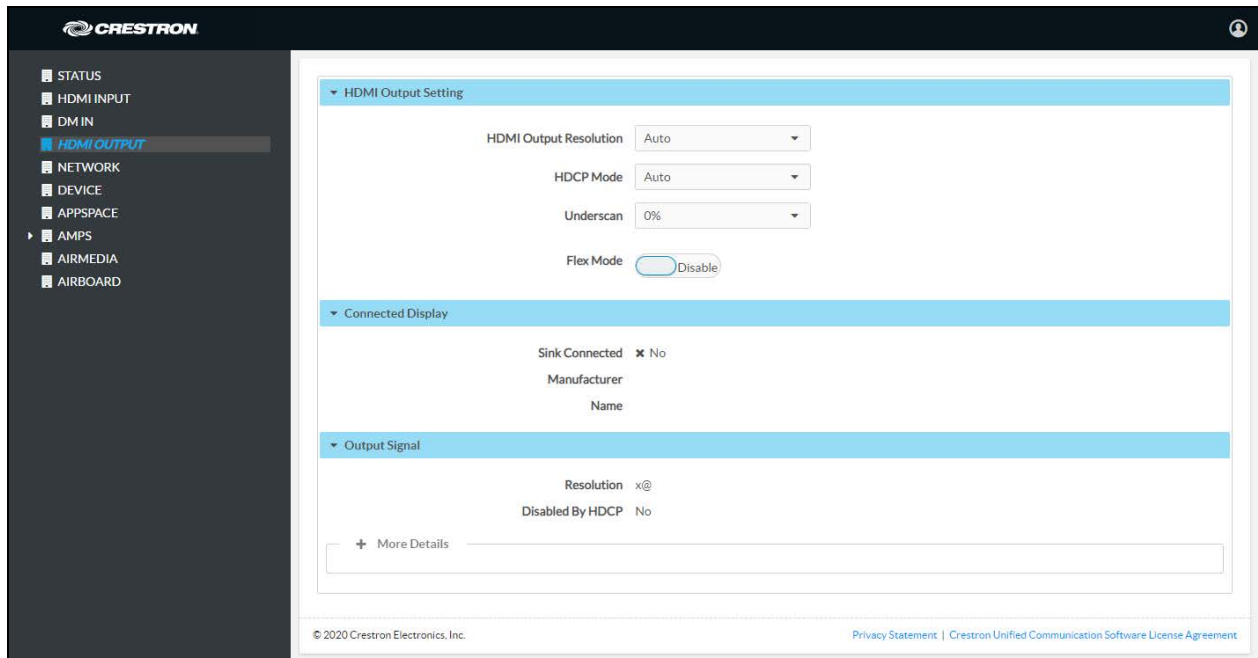 CRESTRON
STATUS
HDMI INPUT
DM IN
HDMI OUTPUT
NETWORK
DEVICE
APPSPACE
AMPS
AIRMEDIA
AIRBOARD
HDMI Output Setting
HDMI Output Resolution Auto
HDCP Mode Auto
Underscan 0%
Flex Mode Disable
Connected Display
Sink Connected No
Manufacturer
Name
Output Signal
Resolution x@
Disabled By HDCP No
+ More Details
© 2020 Crestron Electronics, Inc.
Privacy Statement | Crestron Unified Communication Software License Agreement